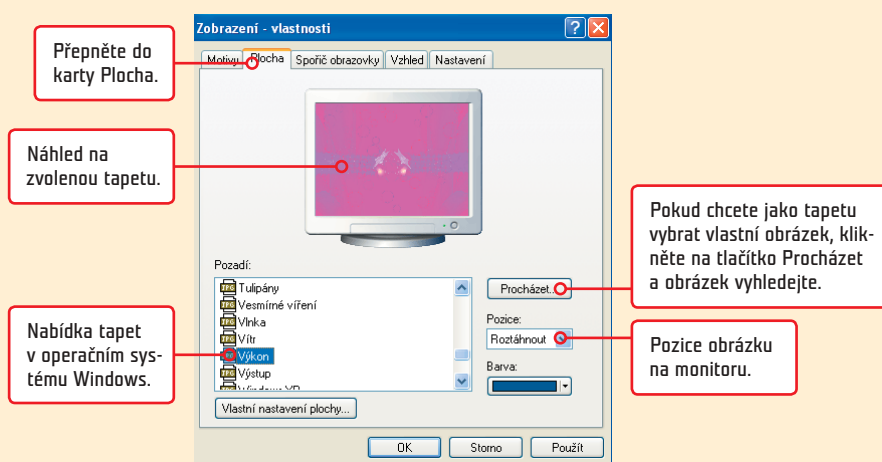 Zobrazení - vlastnosti
Přepněte do
karty Plocha.
Motivy Plocha Spořič obrazovky Vzhled Nastavení
Náhled na
zvolenou tapetu.
Pozadí:
Tulipány
Vesmírné víření
Vlnka
Vítr
Výkon
Výstup
Windows XP
Procházet...
Pozice:
Roztáhnout
Barva:
Pokud chcete jako tapetu
vybrat vlastní obrázek, klik-
něte na tlačítko Procházet
a obrázek vyhledejte.
Nabídka tapet
v operačním sys-
tému Windows.
Pozice obrázku
na monitoru.
Vlastní nastavení plochy...
OK Storno Použít